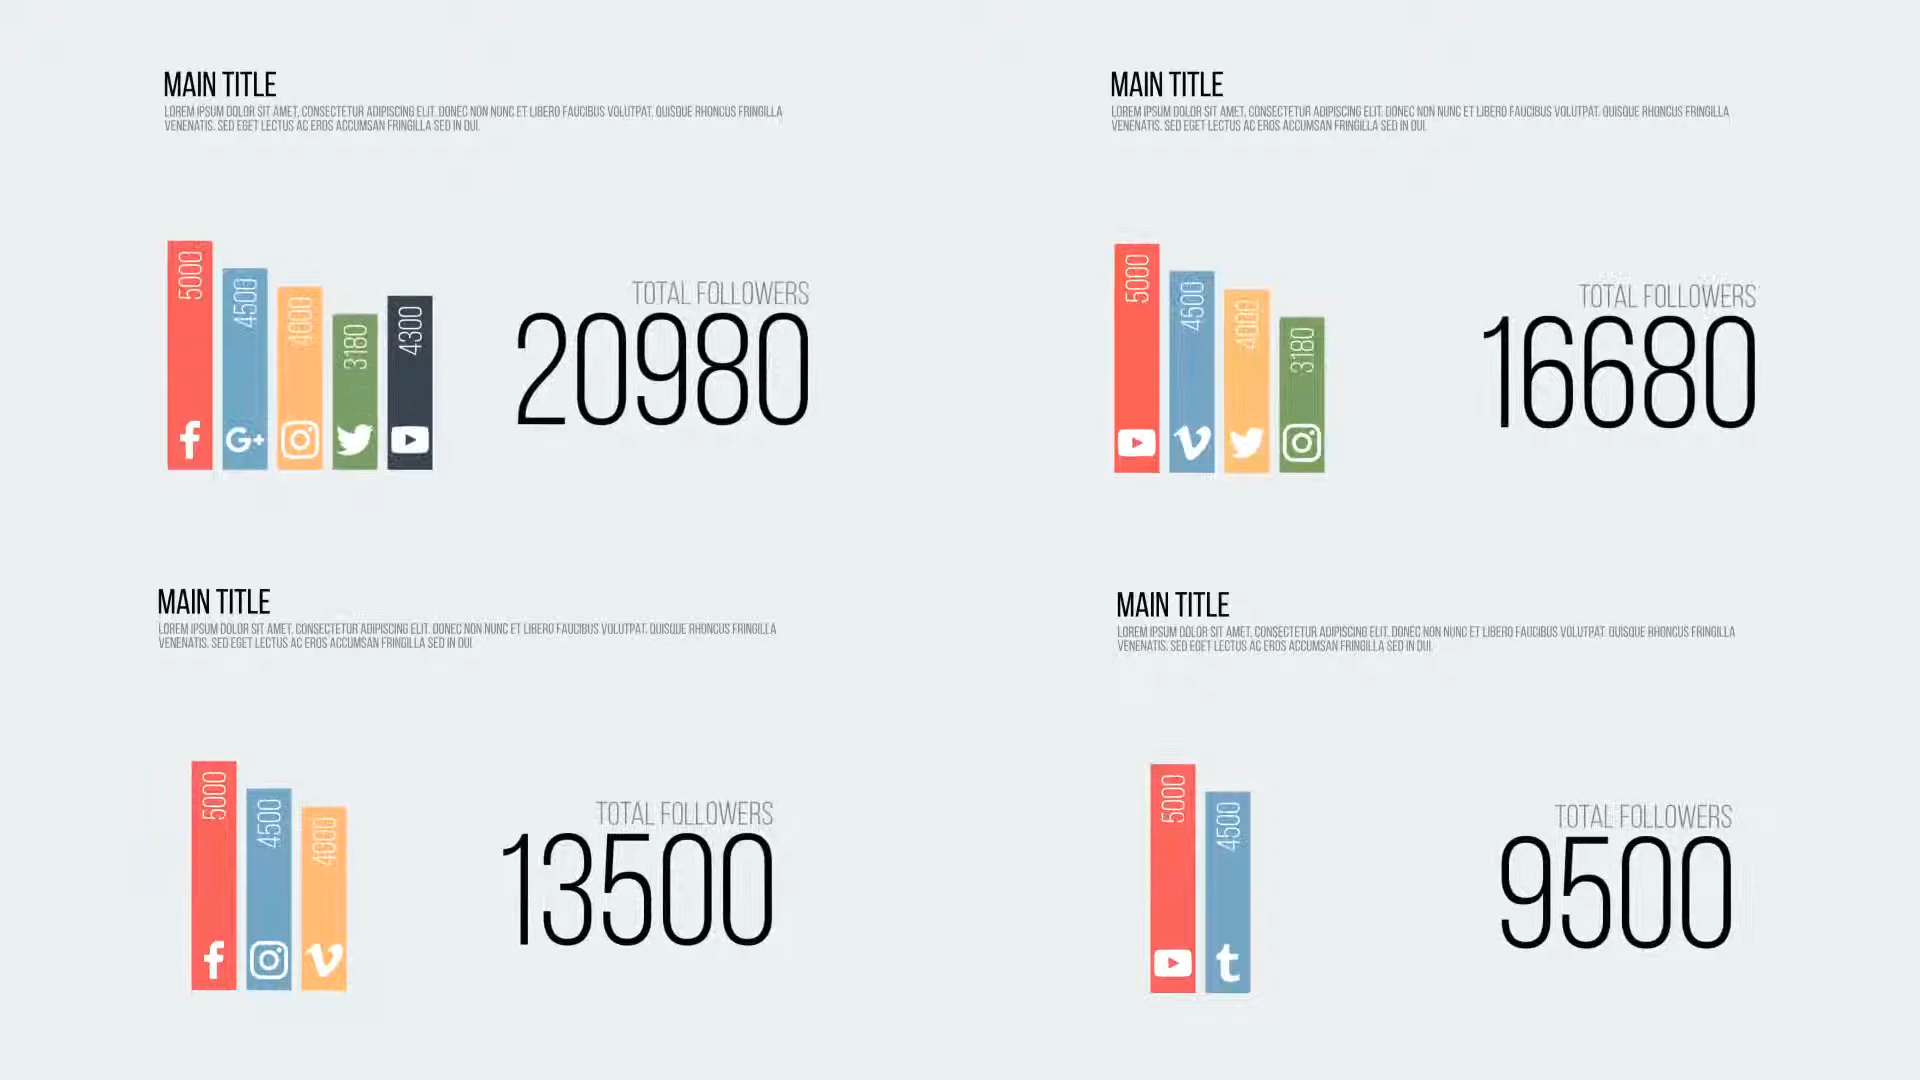 MAIN TITLE
LOREM IPSUM DOLOR SIT AMET, CONSECTETUR ADIPISCING ELIT. DONEC NON NUNC ET LIBERO FAUCIBUS VOLUTPAT. QUISQUE RHONCUS FRINGILLA
VENENATIS. SED EGET LECTUS AC EROS ACCUMSAN FRINGILLA SED IN DUI.
5000
4500
4000
3180
4300
G+
TOTAL FOLLOWERS
20980
MAIN TITLE
LOREM IPSUM DOLOR SIT AMET, CONSECTETUR ADIPISCING ELIT. DONEC NON NUNC ET LIBERO FAUCIBUS VOLUTPAT. QUISQUE RHONCUS FRINGILLA
VENENATIS. SED EGET LECTUS AC EROS ACCUMSAN FRINGILLA SED IN DUI.
5000
4500
4000
3180
TOTAL FOLLOWERS
16680
MAIN TITLE
LOREM IPSUM DOLOR SIT AMET, CONSECTETUR ADIPISCING ELIT. DONEC NON NUNC ET LIBERO FAUCIBUS VOLUTPAT. QUISQUE RHONCUS FRINGILLA
VENENATIS. SED EGET LECTUS AC EROS ACCUMSAN FRINGILLA SED IN DUI.
5000
4500
4000
TOTAL FOLLOWERS
13500
MAIN TITLE
LOREM IPSUM DOLOR SIT AMET, CONSECTETUR ADIPISCING ELIT. DONEC NON NUNC ET LIBERO FAUCIBUS VOLUTPAT. QUISQUE RHONCUS FRINGILLA
VENENATIS. SED EGET LECTUS AC EROS ACCUMSAN FRINGILLA SED IN DUI.
5000
4500
TOTAL FOLLOWERS
9500